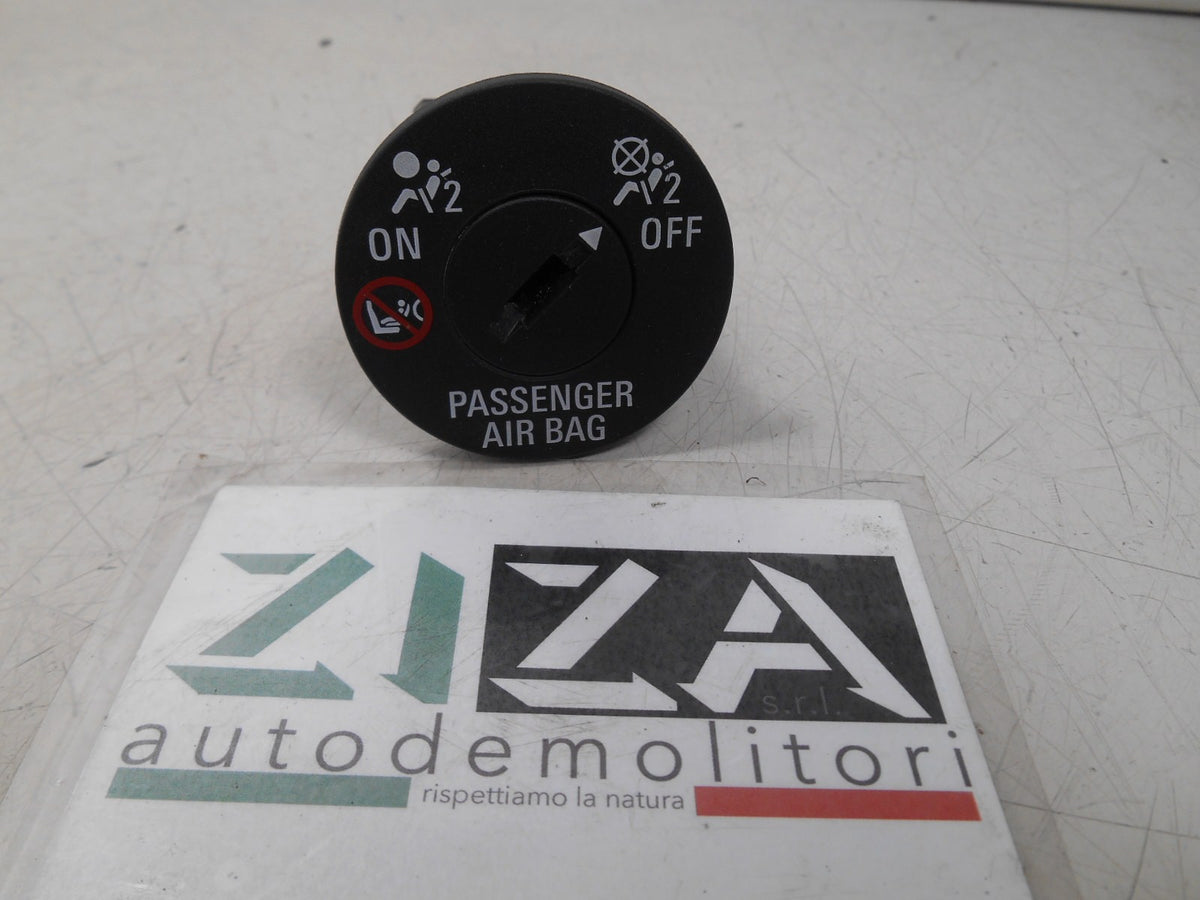 2 2
ON OFF
PASSENGER
AIR BAG
ZIZA
s.r.l.
autodemolitori
rispettiamo la natura